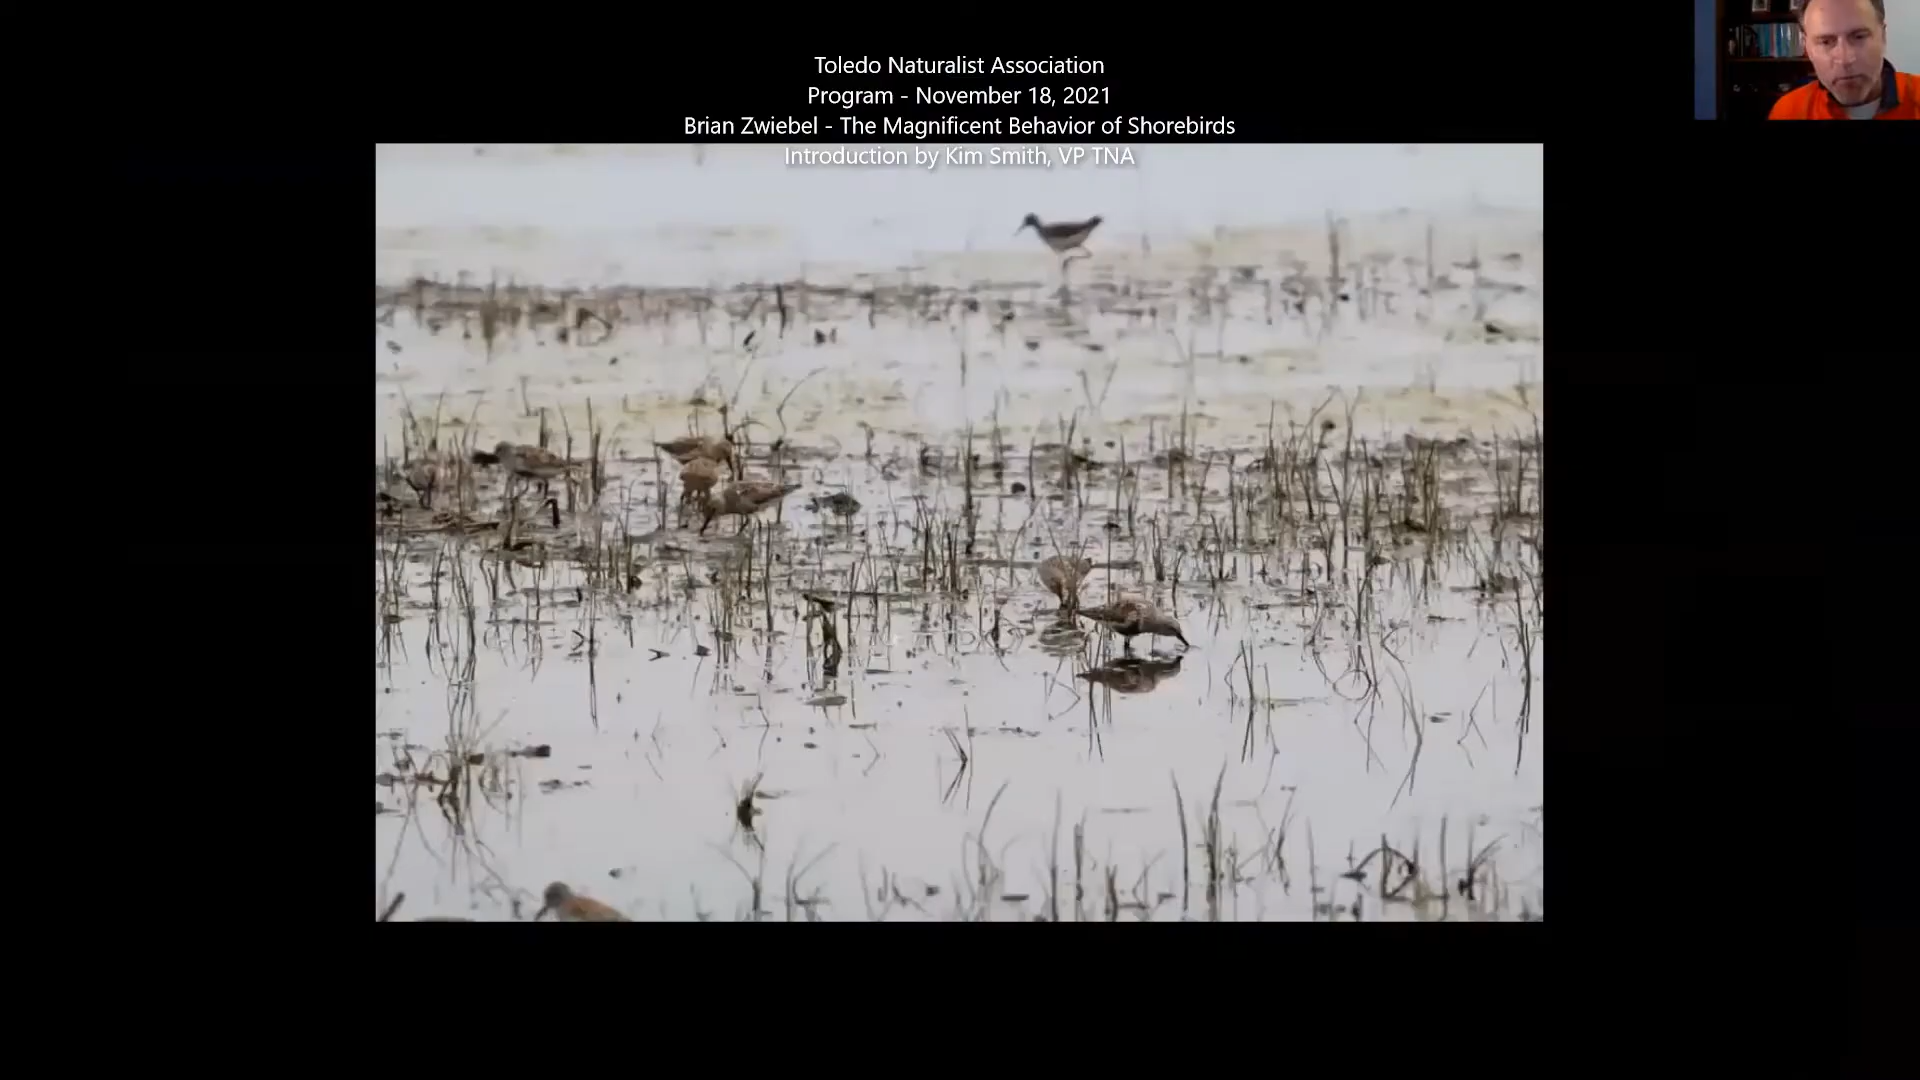 Toledo Naturalist Association
Program - November 18, 2021
Brian Zwiebel - The Magnificent Behavior of Shorebirds
Introduction by Kim Smith, VP TNA